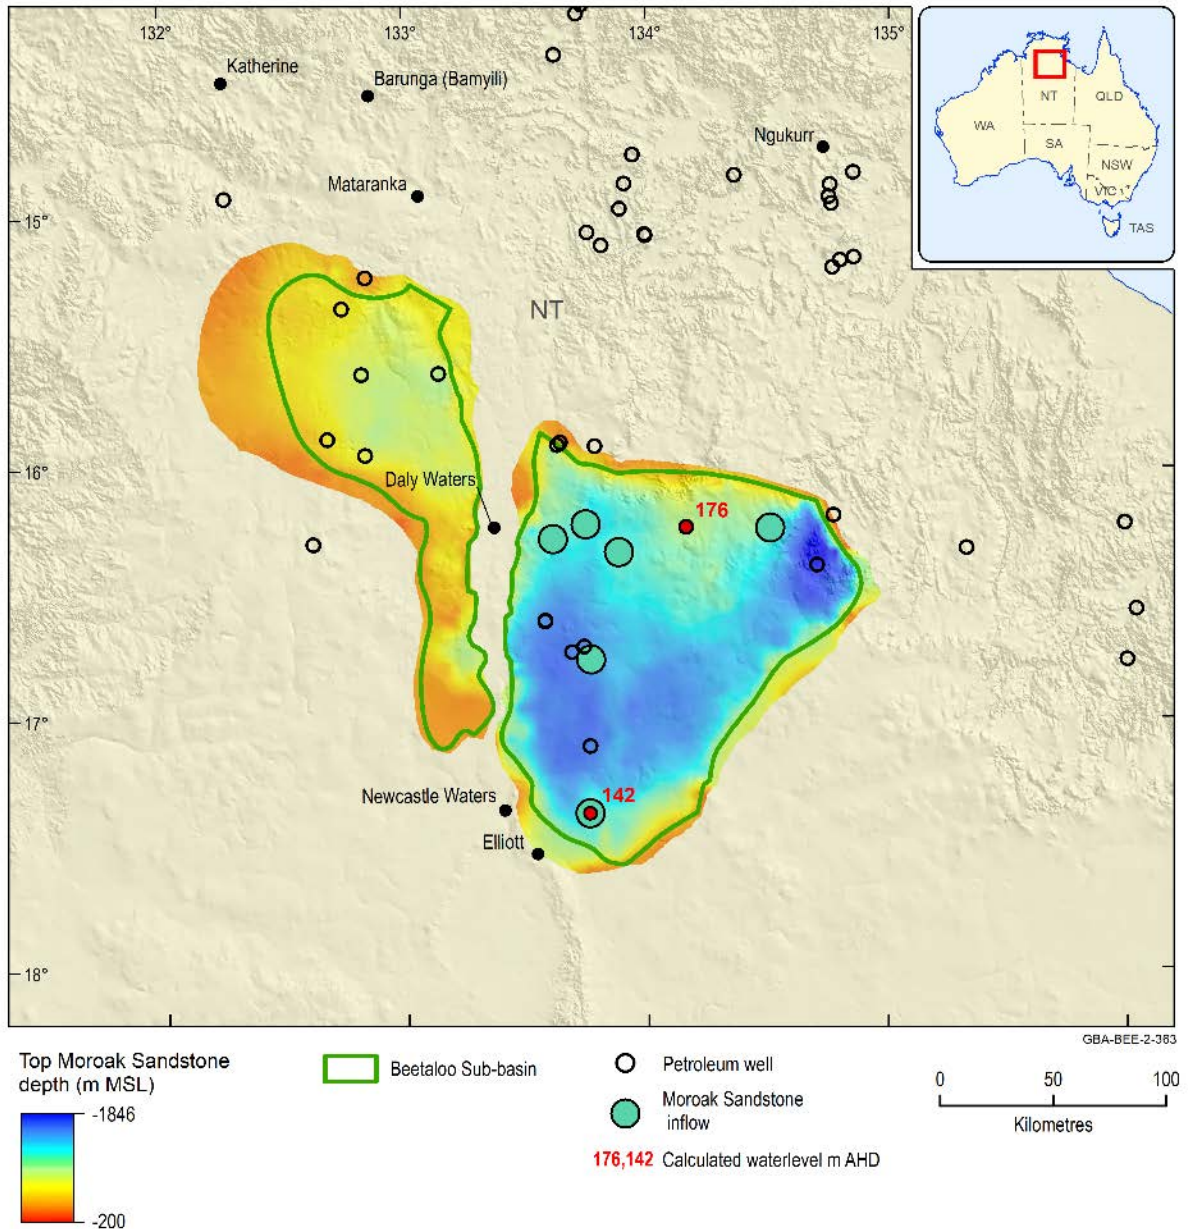 132°
133°
134°
135°
Katherine
Barunga (Bamyili)
Ngukurr
Mataranka
15°
NT
WA
NT
QLD
SA
NSW
VIC
TAS
16°
Daly Waters
176
17°
Newcastle Waters
142
Elliott
18°
GBA-BEE-2-363
Top Moroak Sandstone
depth (m MSL)
-1846
-200
Beetaloo Sub-basin
Petroleum well
Moroak Sandstone
inflow
176,142 Calculated waterlevel m AHD
0 50 100
Kilometres